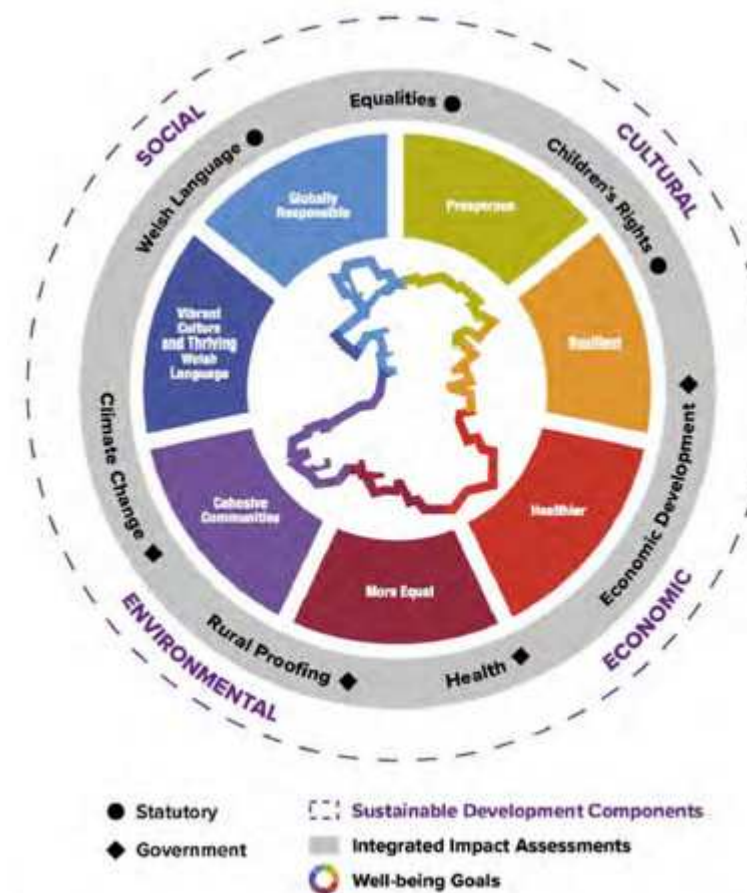 SOCIAL
CULTURAL
ENVIRONMENTAL
ECONOMIC
Equalities
Children's Rights
Economic Development
Health
Rural Proofing
Climate Change
Welsh Language
Prosperous
Resilient
Healthier
More Equal
Cohesive
Communities
Vibrant
Culture
and Thriving
Welsh
Language
Globally
Responsible
Statutory
Government
Sustainable Development Components
Integrated Impact Assessments
Well-being Goals